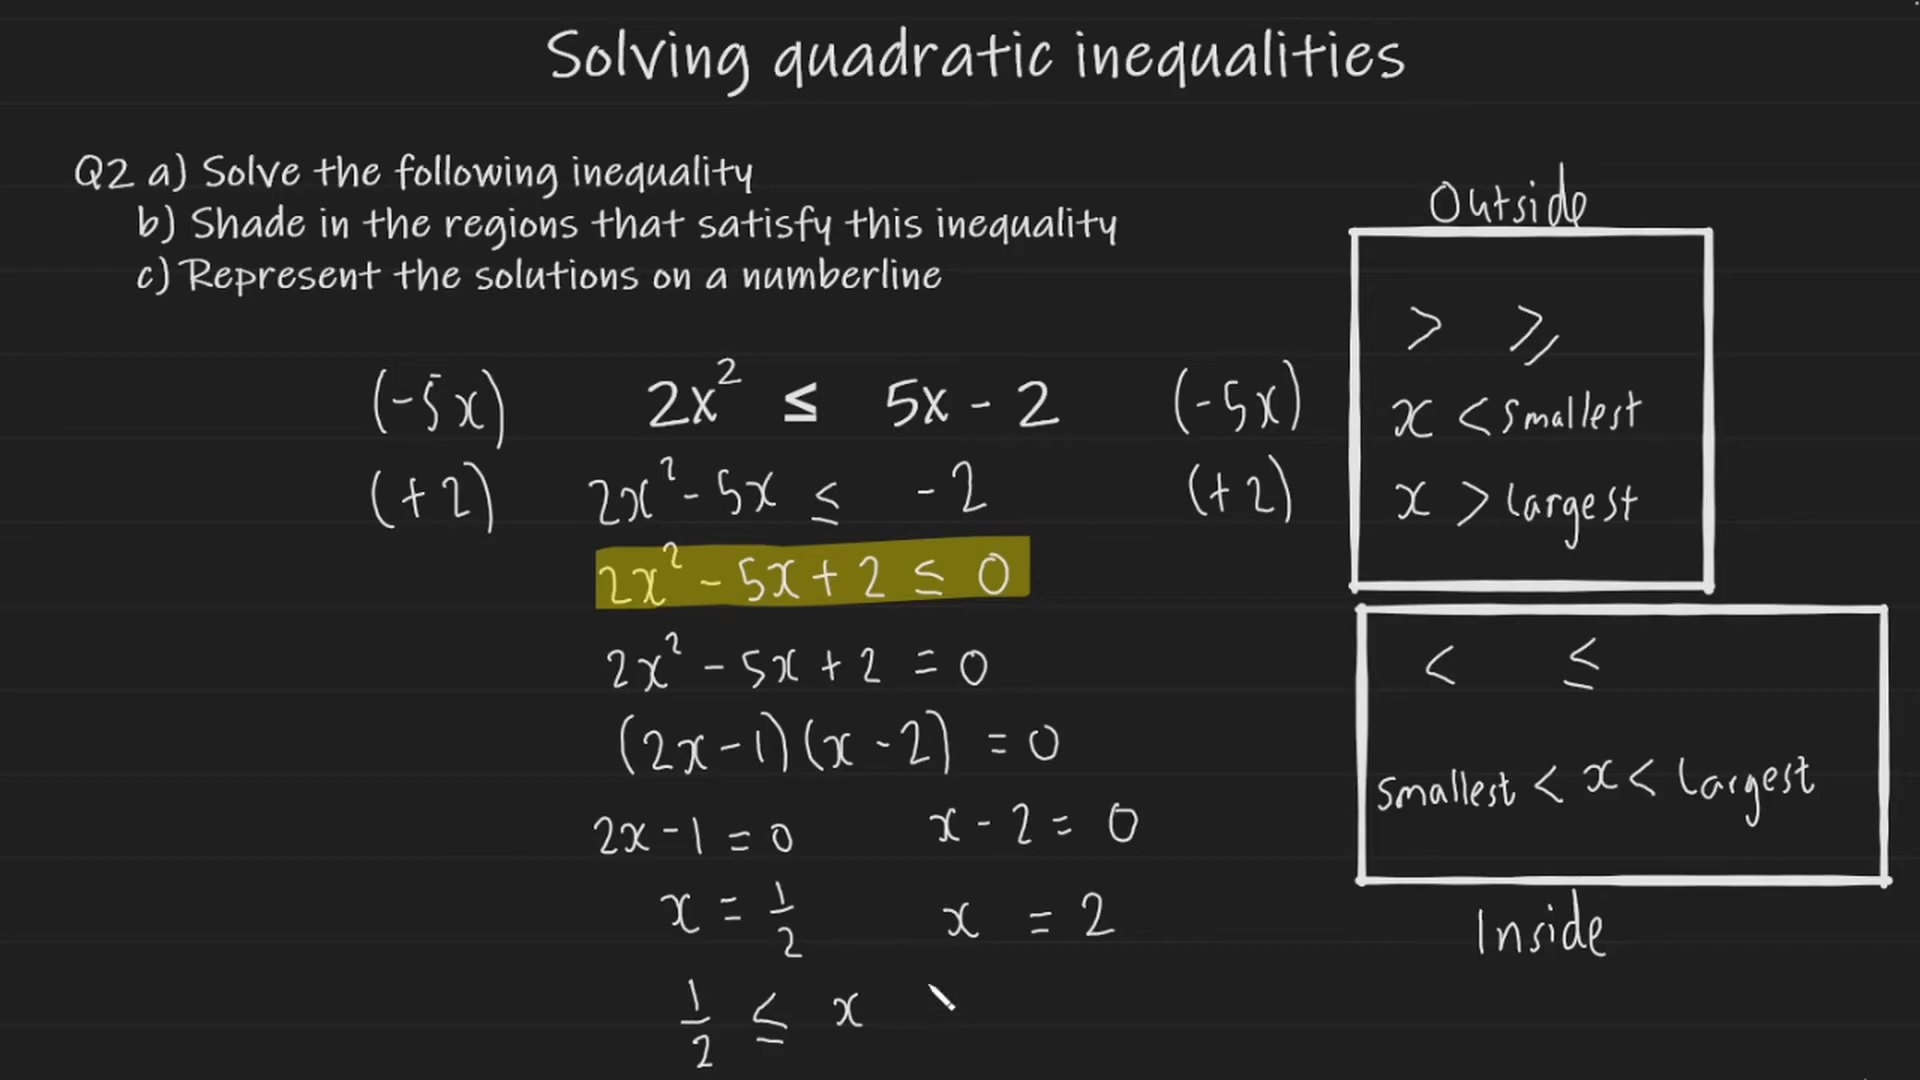 Solving quadratic inequalities
Q2 a) Solve the following inequality
b) Shade in the regions that satisfy this inequality
c) Represent the solutions on a numberline
(-5x) 2x² ≤ 5x - 2 (-5x)
(+2) 2x² - 5x ≤ -2 (+2)
2x² - 5x + 2 ≤ 0
2x² - 5x + 2 = 0
(2x-1)(x-2) = 0
2x-1 = 0 x-2 = 0
x = 1/2 x = 2
1/2 ≤ x
Outside
> ≥
x < smallest
x > largest
< ≤
smallest < x < largest
Inside